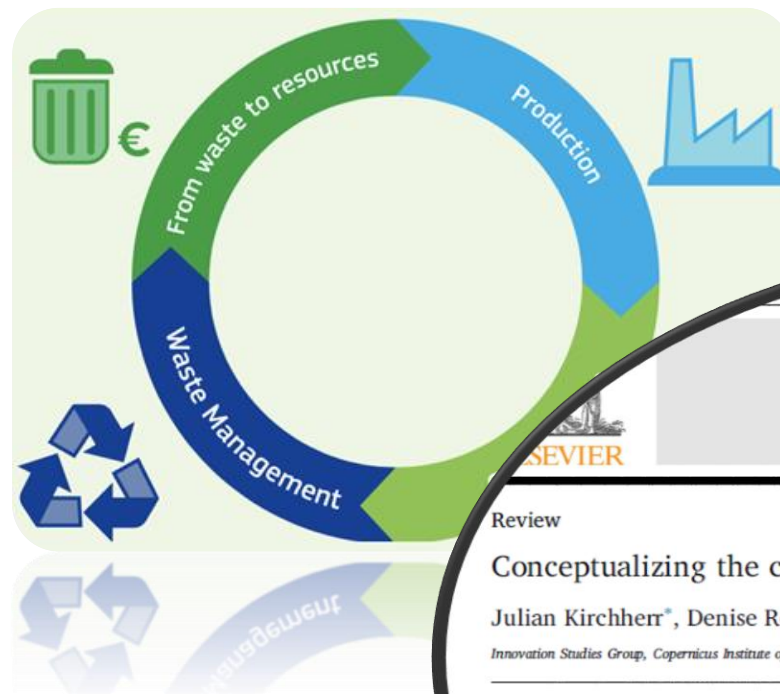 From waste to resources
Production
€
Waste Management
SEVIER
Review
Conceptualizing the c
Julian Kirchherr*, Denise R
Innovation Studies Group, Copernicus Institute o